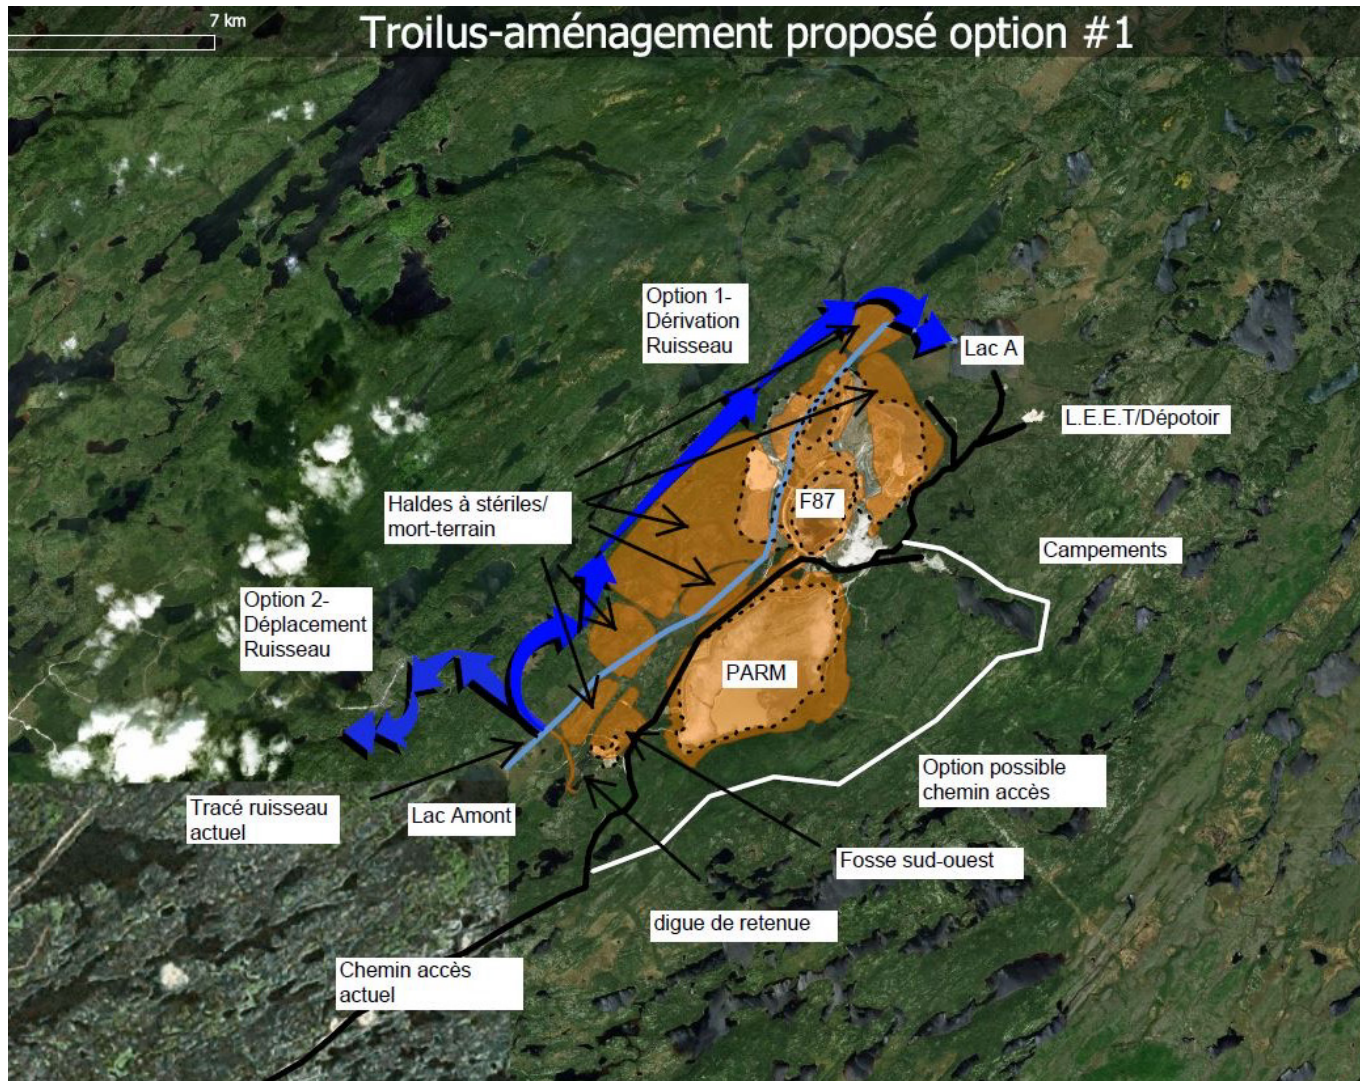 7 km
Troilus-aménagement proposé option #1
Option 1-
Dérivation
Ruisseau
Lac A
L.E.E.T/Dépotoir
Haldes à stériles/
mort-terrain
F87
Campements
Option 2-
Déplacement
Ruisseau
PARM
Option possible
chemin accès
Tracé ruisseau
actuel
Lac Amont
Fosse sud-ouest
digue de retenue
Chemin accès
actuel